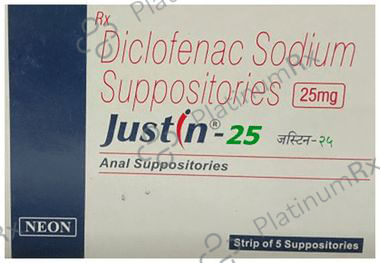 Rx
Diclofenac Sodium
Suppositories 25mg
Justin®-25 जस्टिन-२५
Anal Suppositories
NEON
Strip of 5 Suppositories
PlatinumRx